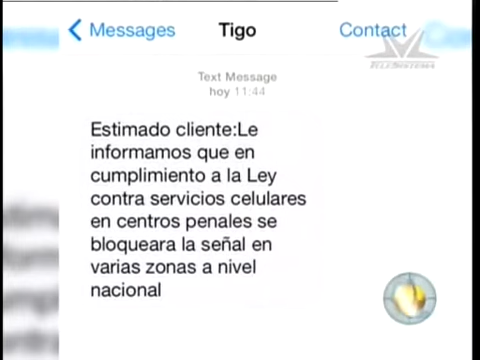 Messages Tigo Contact
TELESISTEMA
Text Message
hoy 11:44
Estimado cliente:Le
informamos que en
cumplimiento a la Ley
contra servicios celulares
en centros penales se
bloqueara la señal en
varias zonas a nivel
nacional